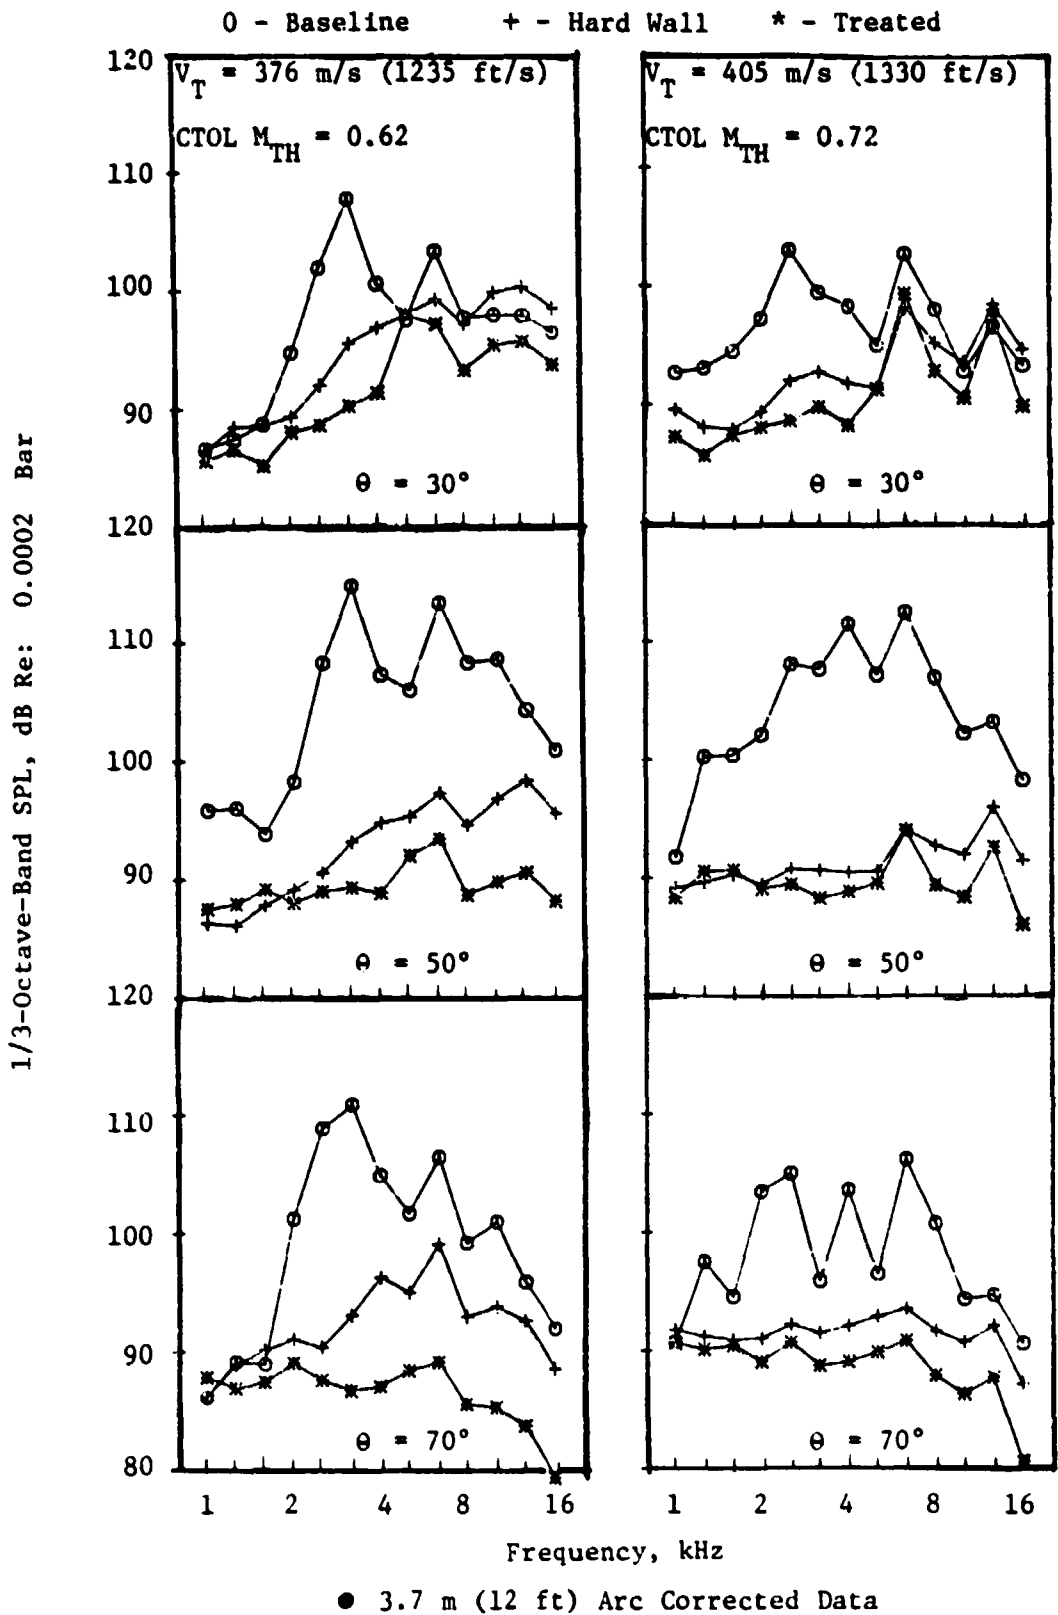 O - Baseline + - Hard Wall * - Treated
120
V_T = 376 m/s (1235 ft/s)
CTOL M_TH = 0.62
V_T = 405 m/s (1330 ft/s)
CTOL M_TH = 0.72
110
100
90
θ = 30°
θ = 30°
120
110
100
90
θ = 50°
θ = 50°
120
110
100
90
θ = 70°
θ = 70°
80
1 2 4 8 16
1 2 4 8 16
1/3-Octave-Band SPL, dB Re: 0.0002 Bar
Frequency, kHz
● 3.7 m (12 ft) Arc Corrected Data